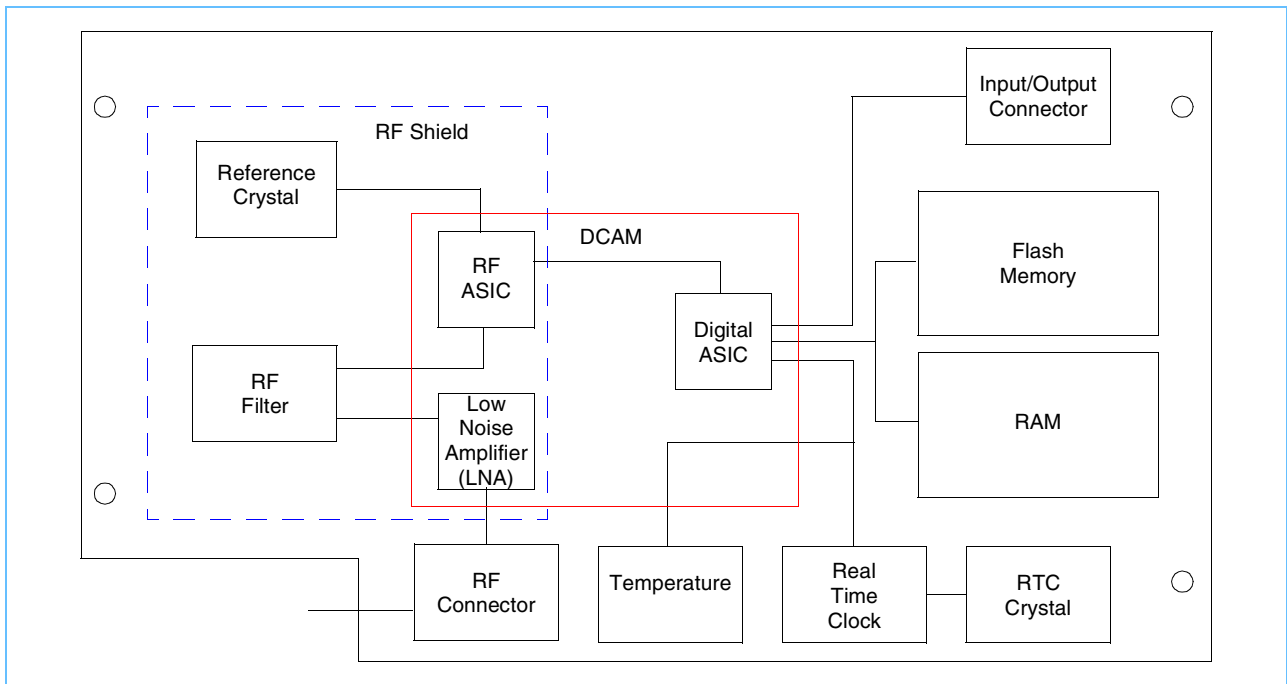 Input/Output
Connector
RF Shield
Reference
Crystal
DCAM
RF
ASIC
Flash
Memory
Digital
ASIC
RF
Filter
Low
Noise
Amplifier
(LNA)
RAM
RF
Connector
Temperature
Real
Time
Clock
RTC
Crystal